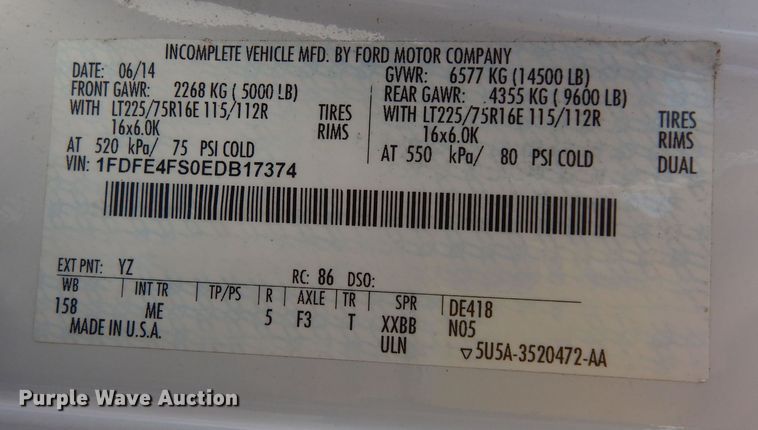 INCOMPLETE VEHICLE MFD. BY FORD MOTOR COMPANY
DATE: 06/14
FRONT GAWR: 2268 KG ( 5000 LB)
WITH LT225/75R16E 115/112R TIRES
16x6.0K RIMS
AT 520 kPa/ 75 PSI COLD
GVWR: 6577 KG (14500 LB)
REAR GAWR: 4355 KG ( 9600 LB)
WITH LT225/75R16E 115/112R TIRES
16x6.0K RIMS
AT 550 kPa/ 80 PSI COLD DUAL
VIN: 1FDFE4FS0EDB17374
EXT PNT: YZ RC: 86 DSO:
WB INT TR TP/PS R AXLE TR SPR DE418
158 ME 5 F3 T XXBB N05
MADE IN U.S.A. ULN ▽5U5A-3520472-AA
Purple Wave Auction